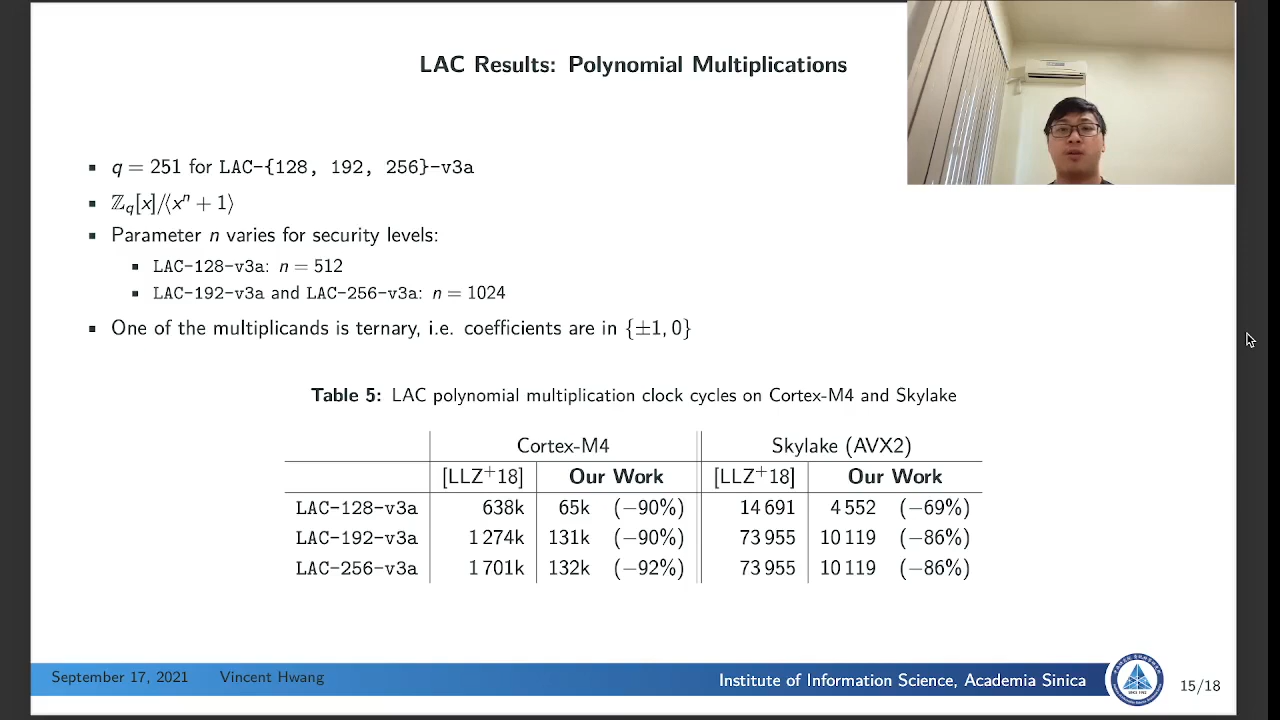 LAC Results: Polynomial Multiplications
▪ q = 251 for LAC-{128, 192, 256}-v3a
▪ ℤq[x]/⟨xⁿ + 1⟩
▪ Parameter n varies for security levels:
▪ LAC-128-v3a: n = 512
▪ LAC-192-v3a and LAC-256-v3a: n = 1024
▪ One of the multiplicands is ternary, i.e. coefficients are in {±1, 0}
Table 5: LAC polynomial multiplication clock cycles on Cortex-M4 and Skylake
Cortex-M4 Skylake (AVX2)
[LLZ⁺18] Our Work [LLZ⁺18] Our Work
LAC-128-v3a 638k 65k (−90%) 14 691 4 552 (−69%)
LAC-192-v3a 1 274k 131k (−90%) 73 955 10 119 (−86%)
LAC-256-v3a 1 701k 132k (−92%) 73 955 10 119 (−86%)
September 17, 2021 Vincent Hwang Institute of Information Science, Academia Sinica 15/18